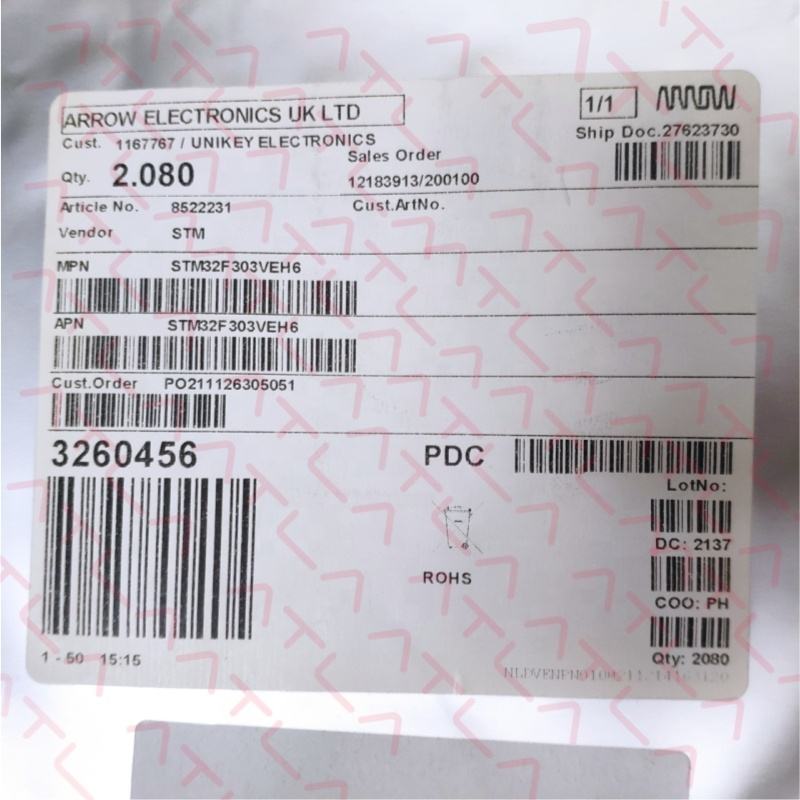 ARROW ELECTRONICS UK LTD
1/1 ARROW
Ship Doc.27623730
Cust. 1167767 / UNIKEY ELECTRONICS
Sales Order
Qty. 2.080
12183913/200100
Article No. 8522231
Cust.ArtNo.
Vendor STM
MPN STM32F303VEH6
APN STM32F303VEH6
Cust.Order PO211126305051
3260456
PDC
LotNo:
DC: 2137
ROHS
COO: PH
Qty: 2080
1 - 50 15:15